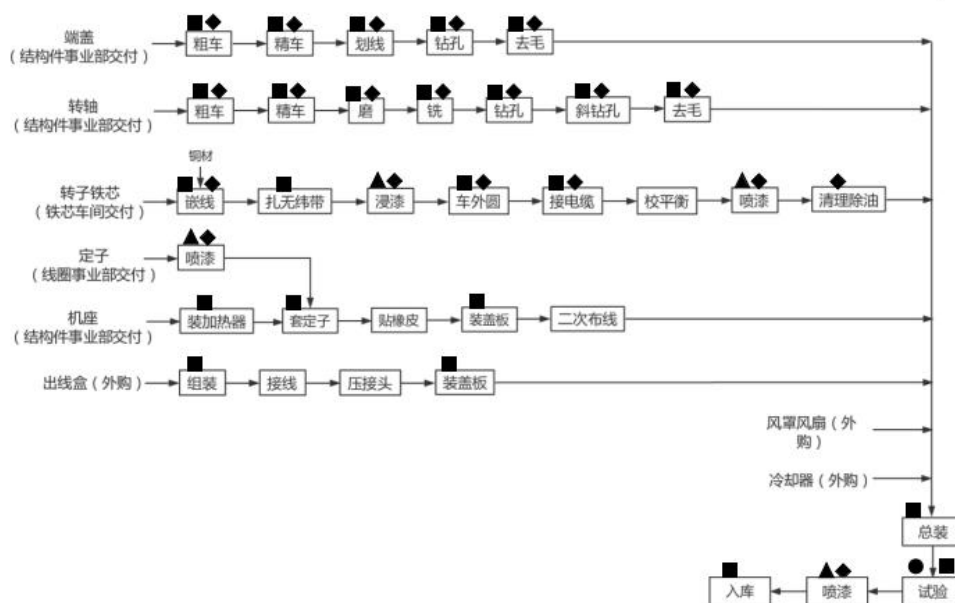 端盖
（结构件事业部交付）
粗车
精车
划线
钻孔
去毛
转轴
（结构件事业部交付）
粗车
精车
磨
铣
钻孔
斜钻孔
去毛
铜材
转子铁芯
（铁芯车间交付）
嵌线
扎无纬带
浸漆
车外圆
接电缆
校平衡
喷漆
清理除油
定子
（线圈事业部交付）
喷漆
机座
（结构件事业部交付）
装加热器
套定子
贴橡皮
装盖板
二次布线
出线盒（外购）
组装
接线
压接头
装盖板
风罩风扇（外
购）
冷却器（外购）
总装
入库
喷漆
试验